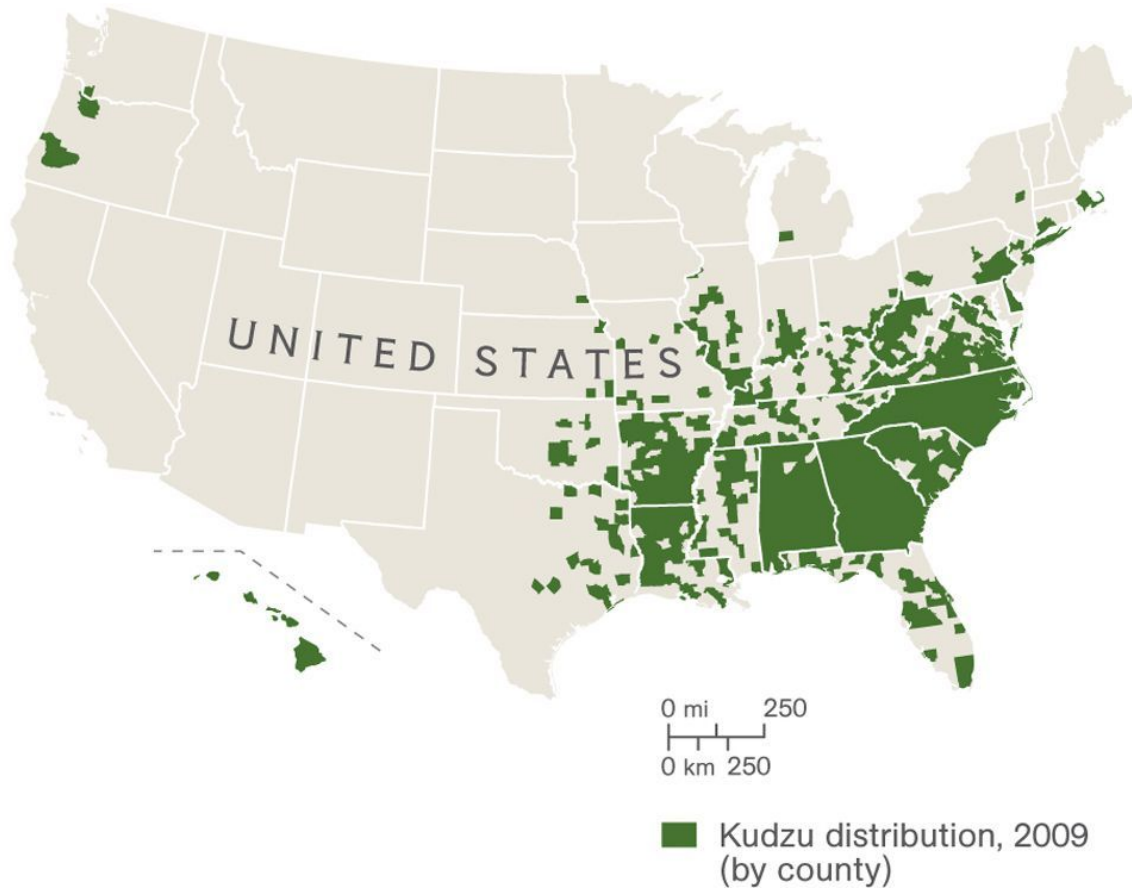 UNITED STATES
0 mi 250
0 km 250
Kudzu distribution, 2009
(by county)